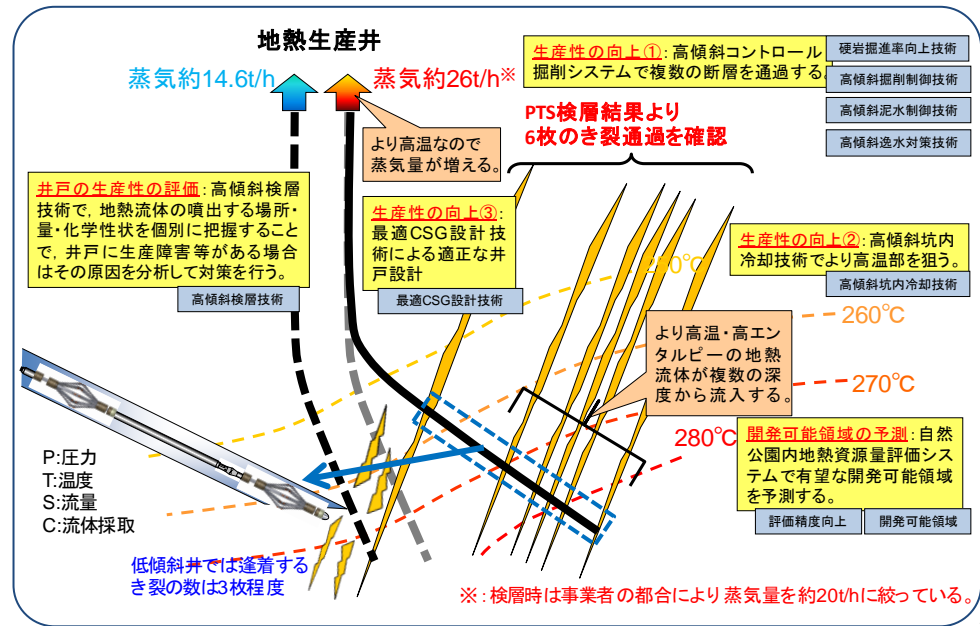 地熱生産井
蒸気約14.6t/h
蒸気約26t/h※
より高温なので
蒸気量が増える。
生産性の向上①：高傾斜コントロール
掘削システムで複数の断層を通過する。
硬岩掘進率向上技術
高傾斜掘削制御技術
高傾斜泥水制御技術
高傾斜逸水対策技術
PTS検層結果より
6枚のき裂通過を確認
井戸の生産性の評価：高傾斜検層
技術で，地熱流体の噴出する場所・
量・化学性状を個別に把握すること
で，井戸に生産障害等がある場合
はその原因を分析して対策を行う。
高傾斜検層技術
生産性の向上③：
最適CSG設計技
術による適正な井
戸設計
最適CSG設計技術
生産性の向上②：高傾斜坑内
冷却技術でより高温部を狙う。
高傾斜坑内冷却技術
250℃
260℃
270℃
280℃
より高温・高エン
タルピーの地熱
流体が複数の深
度から流入する。
開発可能領域の予測：自然
公園内地熱資源量評価シス
テムで有望な開発可能領域
を予測する。
評価精度向上
開発可能領域
P:圧力
T:温度
S:流量
C:流体採取
低傾斜井では逢着する
き裂の数は3枚程度
※：検層時は事業者の都合により蒸気量を約20t/hに絞っている。